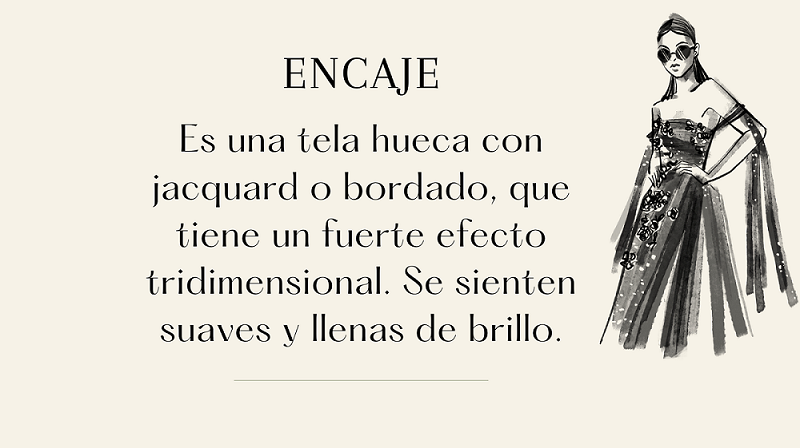 ENCAJE
Es una tela hueca con
jacquard o bordado, que
tiene un fuerte efecto
tridimensional. Se sienten
suaves y llenas de brillo.